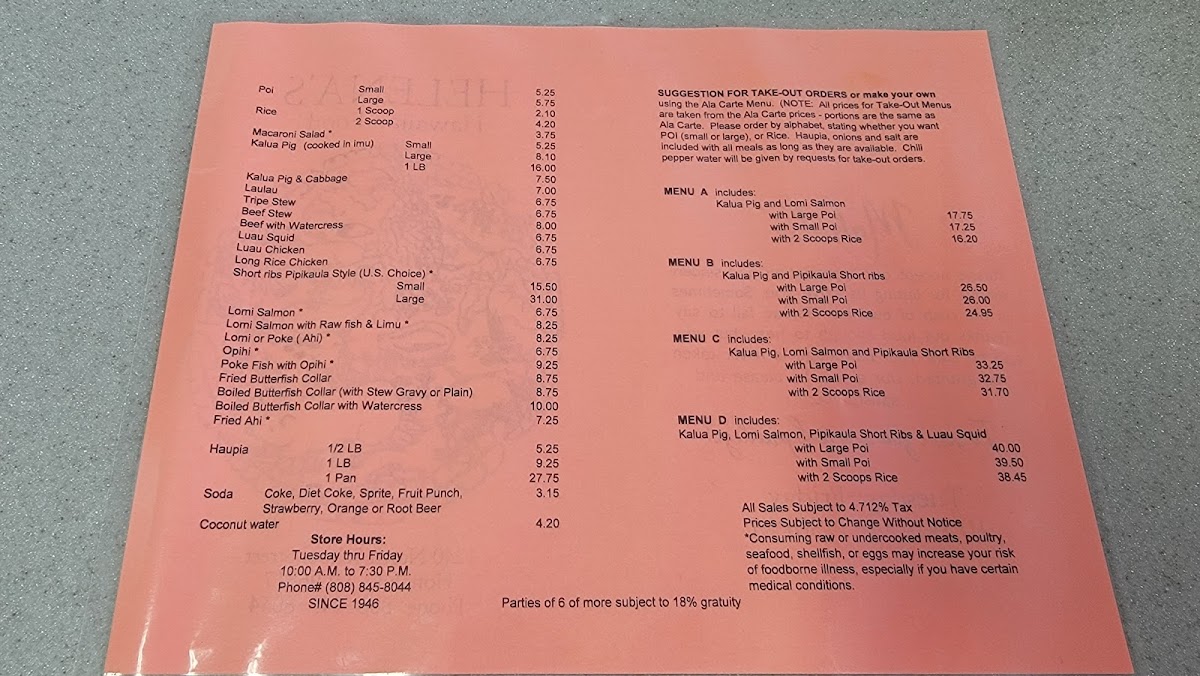 Poi Small 5.25
Large 5.75
Rice 1 Scoop 2.10
2 Scoop 4.20
Macaroni Salad * 3.75
Kalua Pig (cooked in imu) Small 5.25
Large 8.10
1 LB 16.00
Kalua Pig & Cabbage 7.50
Laulau 7.00
Tripe Stew 6.75
Beef Stew 6.75
Beef with Watercress 8.00
Luau Squid 6.75
Luau Chicken 6.75
Long Rice Chicken 6.75
Short ribs Pipikaula Style (U.S. Choice) *
Small 15.50
Large 31.00
Lomi Salmon * 6.75
Lomi Salmon with Raw fish & Limu * 8.25
Lomi or Poke ( Ahi) * 8.25
Opihi * 6.75
Poke Fish with Opihi * 9.25
Fried Butterfish Collar 8.75
Boiled Butterfish Collar (with Stew Gravy or Plain) 8.75
Boiled Butterfish Collar with Watercress 10.00
Fried Ahi * 7.25
Haupia 1/2 LB 5.25
1 LB 9.25
1 Pan 27.75
Soda Coke, Diet Coke, Sprite, Fruit Punch, 3.15
Strawberry, Orange or Root Beer
Coconut water 4.20
Store Hours:
Tuesday thru Friday
10:00 A.M. to 7:30 P.M.
Phone# (808) 845-8044
SINCE 1946
SUGGESTION FOR TAKE-OUT ORDERS or make your own
using the Ala Carte Menu. (NOTE: All prices for Take-Out Menus
are taken from the Ala Carte prices - portions are the same as
Ala Carte. Please order by alphabet, stating whether you want
POI (small or large), or Rice. Haupia, onions and salt are
included with all meals as long as they are available. Chili
pepper water will be given by requests for take-out orders.
MENU A includes:
Kalua Pig and Lomi Salmon
with Large Poi 17.75
with Small Poi 17.25
with 2 Scoops Rice 16.20
MENU B includes:
Kalua Pig and Pipikaula Short ribs
with Large Poi 26.50
with Small Poi 26.00
with 2 Scoops Rice 24.95
MENU C includes:
Kalua Pig, Lomi Salmon and Pipikaula Short Ribs
with Large Poi 33.25
with Small Poi 32.75
with 2 Scoops Rice 31.70
MENU D includes:
Kalua Pig, Lomi Salmon, Pipikaula Short Ribs & Luau Squid
with Large Poi 40.00
with Small Poi 39.50
with 2 Scoops Rice 38.45
All Sales Subject to 4.712% Tax
Prices Subject to Change Without Notice
*Consuming raw or undercooked meats, poultry,
seafood, shellfish, or eggs may increase your risk
of foodborne illness, especially if you have certain
medical conditions.
Parties of 6 of more subject to 18% gratuity